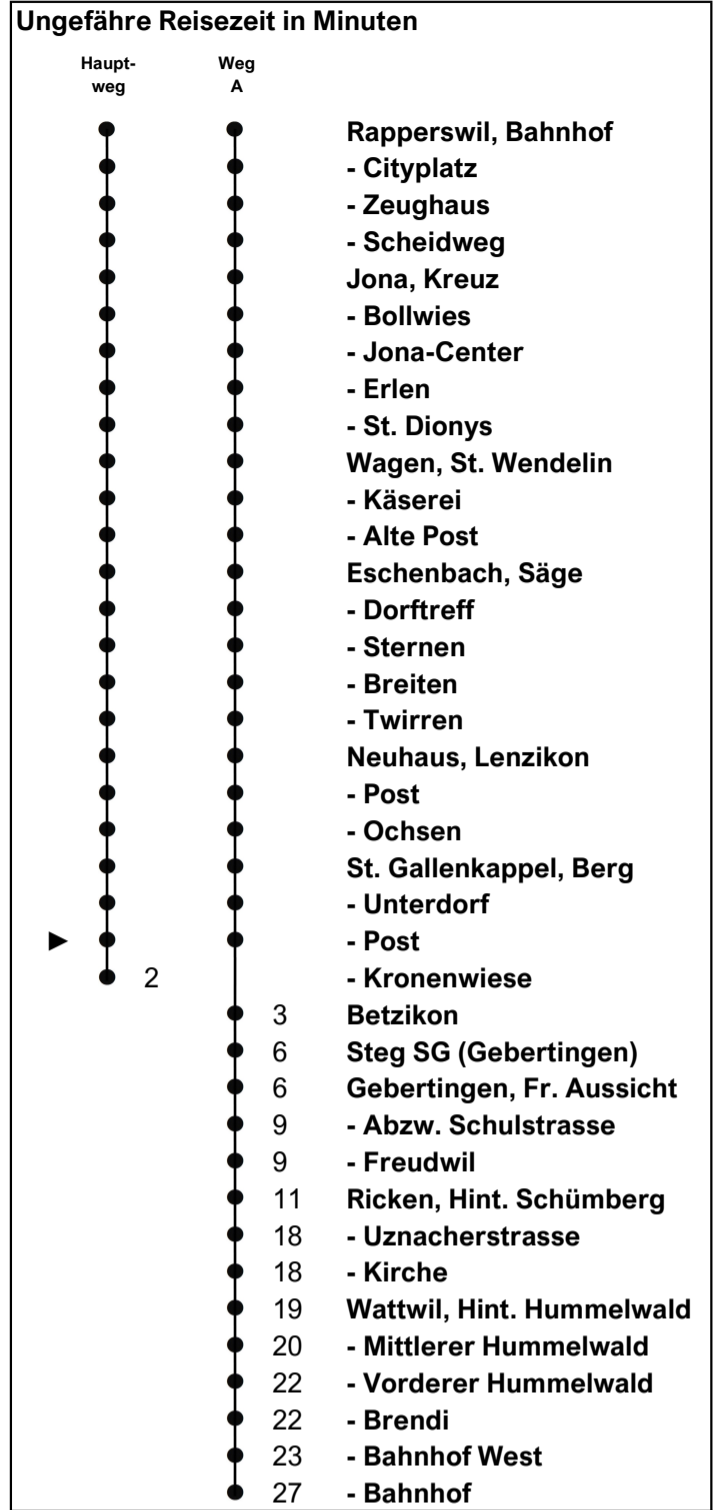 Ungefähre Reisezeit in Minuten
Haupt- Weg
weg A
Rapperswil, Bahnhof
- Cityplatz
- Zeughaus
- Scheidweg
Jona, Kreuz
- Bollwies
- Jona-Center
- Erlen
- St. Dionys
Wagen, St. Wendelin
- Käserei
- Alte Post
Eschenbach, Säge
- Dorftreff
- Sternen
- Breiten
- Twirren
Neuhaus, Lenzikon
- Post
- Ochsen
St. Gallenkappel, Berg
- Unterdorf
- Post
2 - Kronenwiese
3 Betzikon
6 Steg SG (Gebertingen)
6 Gebertingen, Fr. Aussicht
9 - Abzw. Schulstrasse
9 - Freudwil
11 Ricken, Hint. Schümberg
18 - Uznacherstrasse
18 - Kirche
19 Wattwil, Hint. Hummelwald
20 - Mittlerer Hummelwald
22 - Vorderer Hummelwald
22 - Brendi
23 - Bahnhof West
27 - Bahnhof